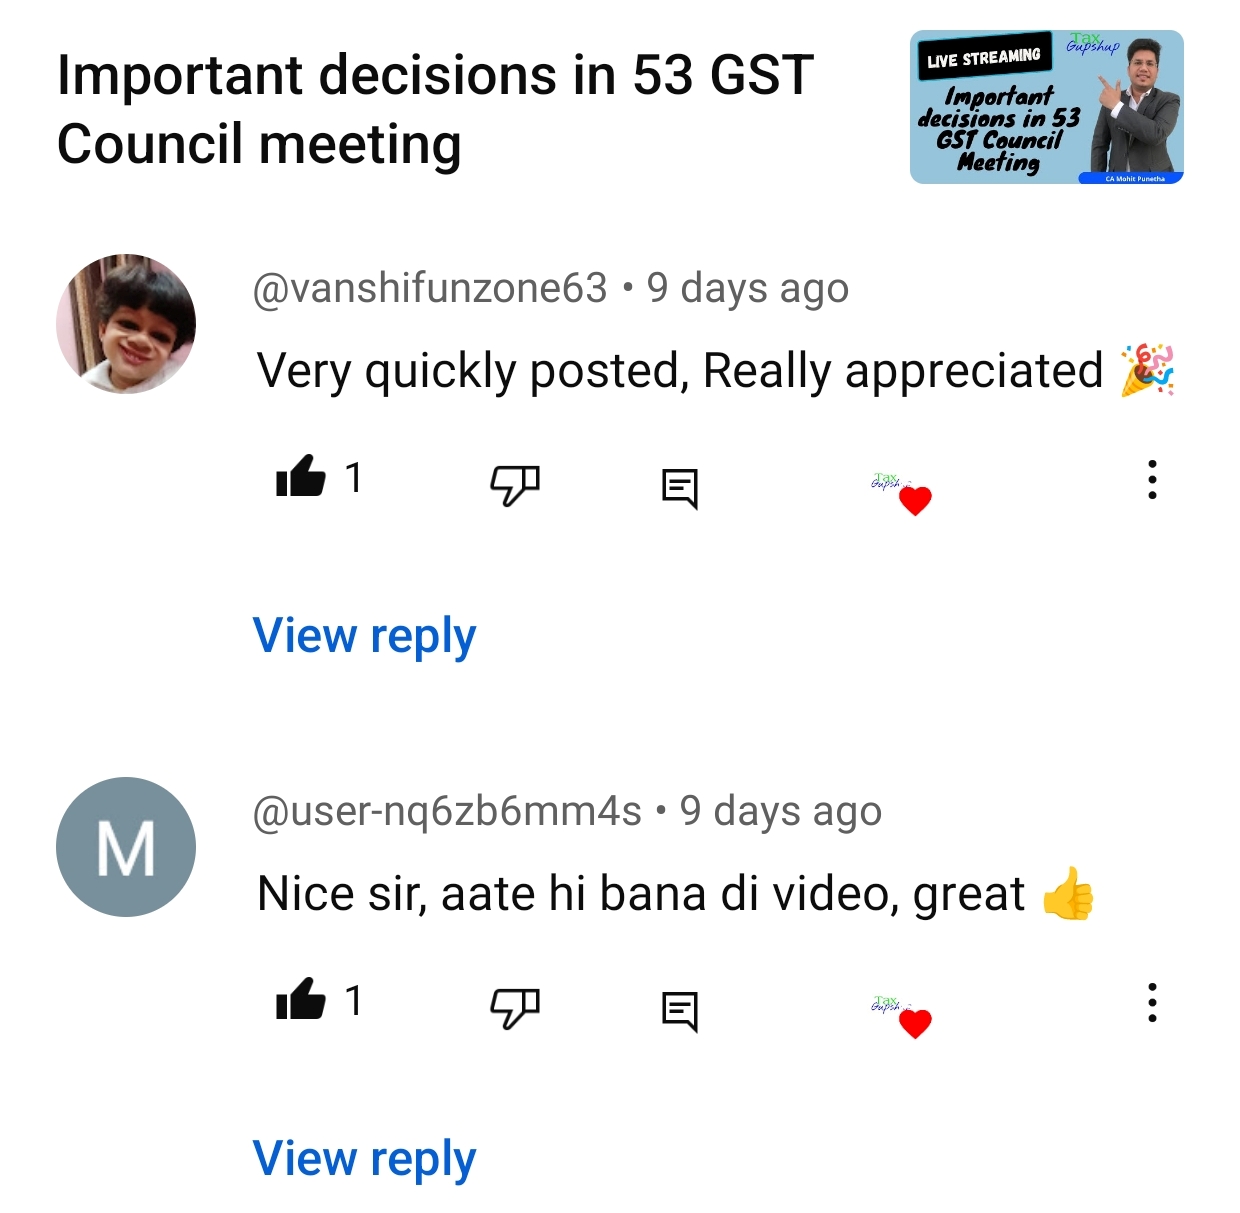 Important decisions in 53 GST
Council meeting
LIVE STREAMING
Tax
Gupshup
Important
decisions in 53
GST Council
Meeting
CA Mohit Punetha
@vanshifunzone63 • 9 days ago
Very quickly posted, Really appreciated 🎉
1
Tax
View reply
M
@user-nq6zb6mm4s • 9 days ago
Nice sir, aate hi bana di video, great 👍
1
Tax
View reply